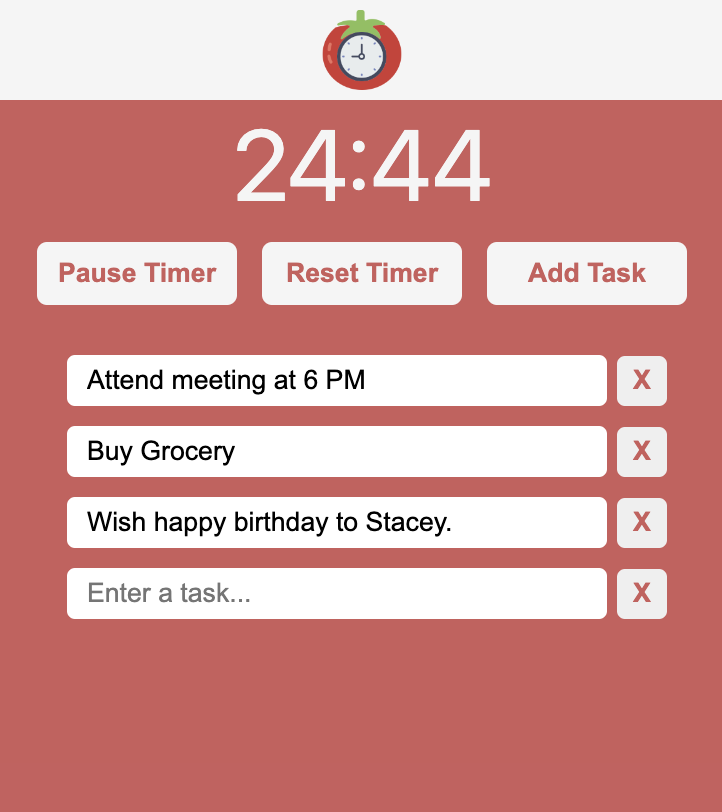 24:44
Pause Timer Reset Timer Add Task
Attend meeting at 6 PM X
Buy Grocery X
Wish happy birthday to Stacey. X
Enter a task... X